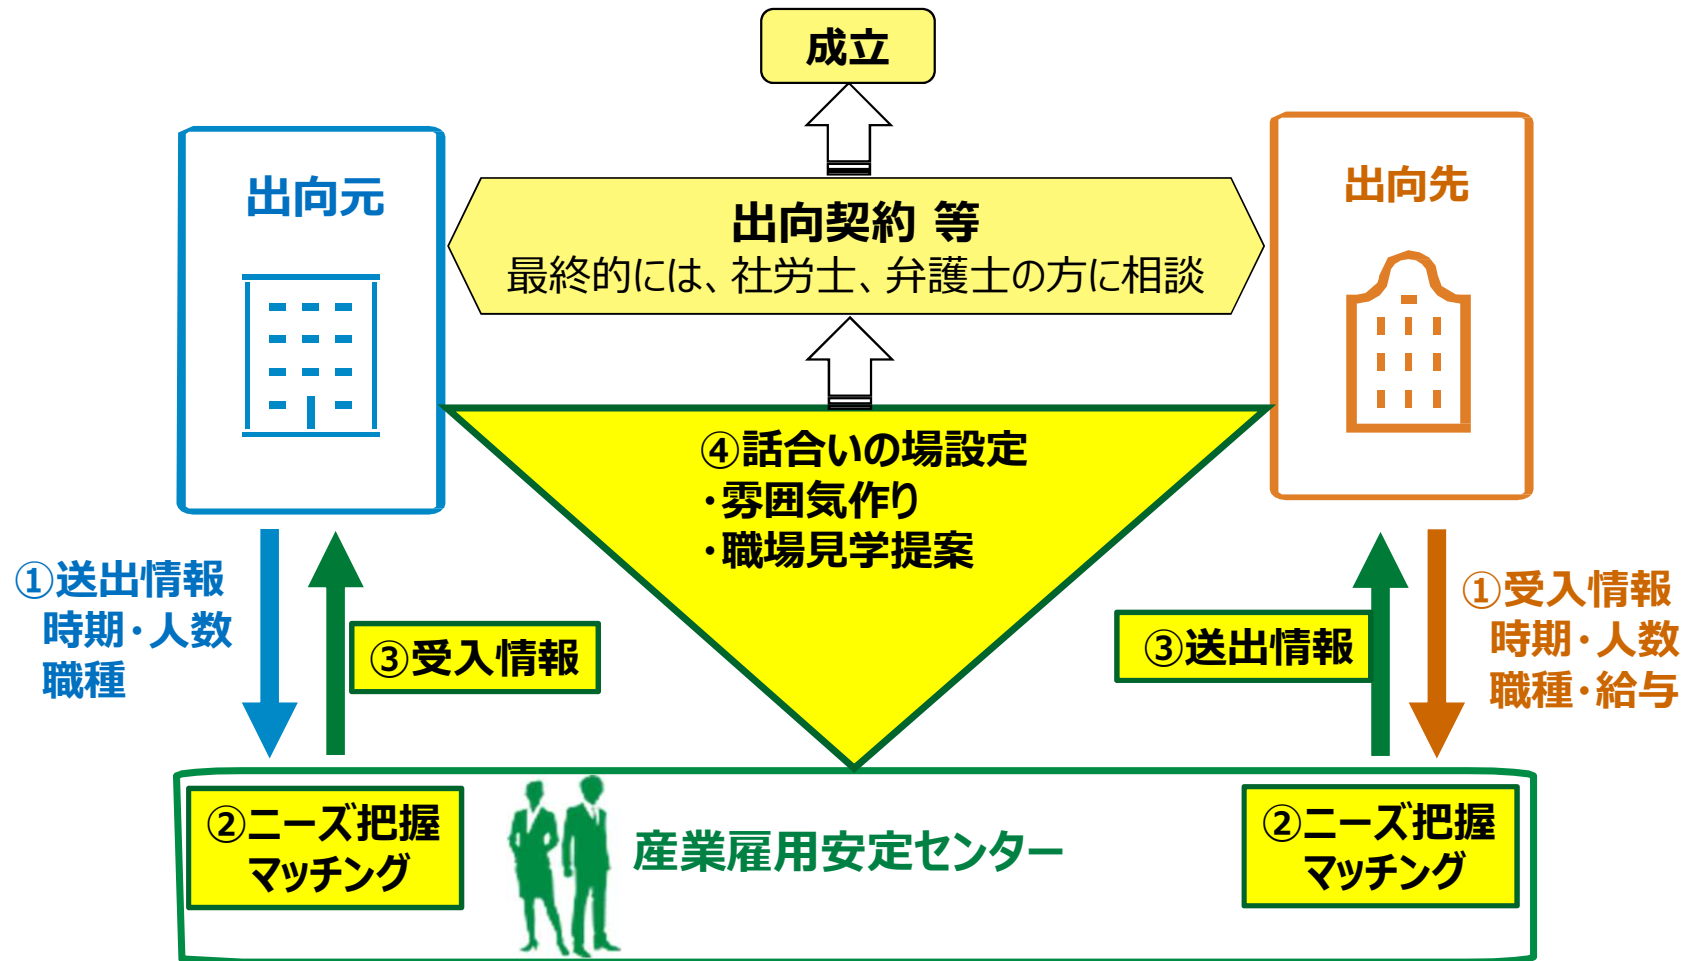 成立
出向元
出向契約 等
最終的には、社労士、弁護士の方に相談
出向先
④話合いの場設定
・雰囲気作り
・職場見学提案
①送出情報
時期・人数
職種
③受入情報
③送出情報
①受入情報
時期・人数
職種・給与
②ニーズ把握
マッチング
産業雇用安定センター
②ニーズ把握
マッチング